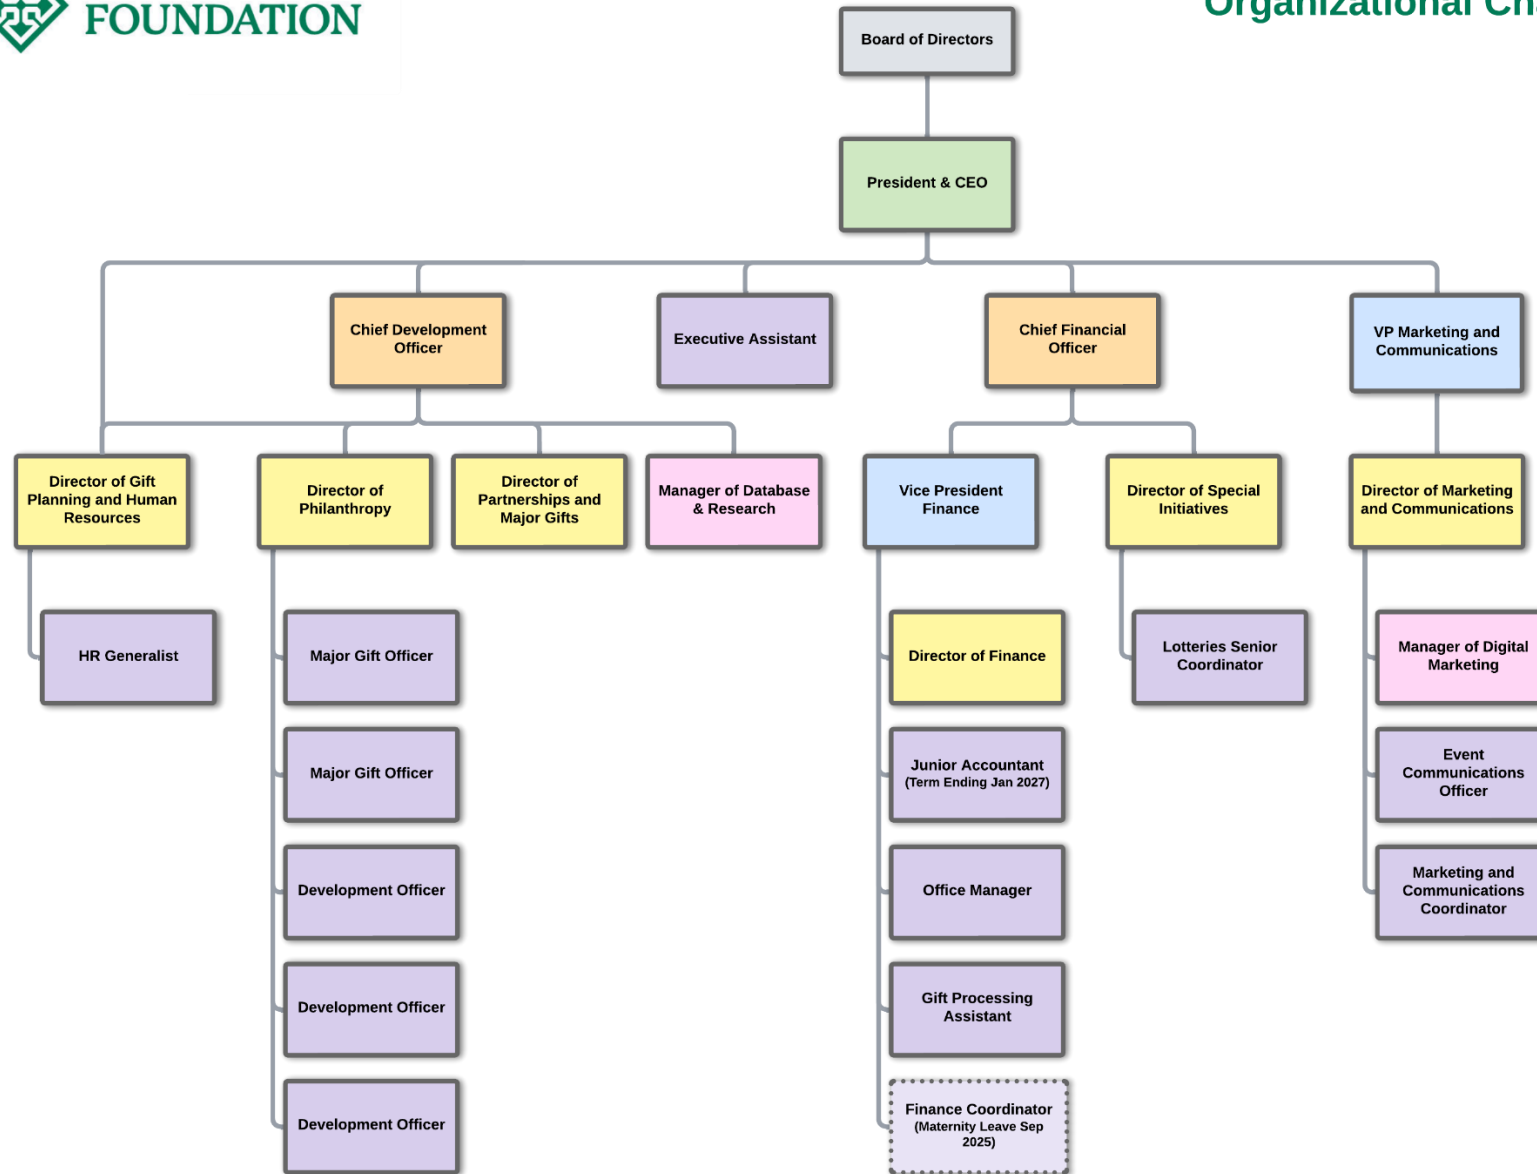 FOUNDATION
Board of Directors
President & CEO
Chief Development
Officer
Executive Assistant
Chief Financial
Officer
VP Marketing and
Communications
Director of Gift
Planning and Human
Resources
Director of
Philanthropy
Director of
Partnerships and
Major Gifts
Manager of Database
& Research
Vice President
Finance
Director of Special
Initiatives
Director of Marketing
and Communications
HR Generalist
Major Gift Officer
Major Gift Officer
Development Officer
Development Officer
Development Officer
Director of Finance
Junior Accountant
(Term Ending Jan 2027)
Office Manager
Gift Processing
Assistant
Finance Coordinator
(Maternity Leave Sep
2025)
Lotteries Senior
Coordinator
Manager of Digital
Marketing
Event
Communications
Officer
Marketing and
Communications
Coordinator